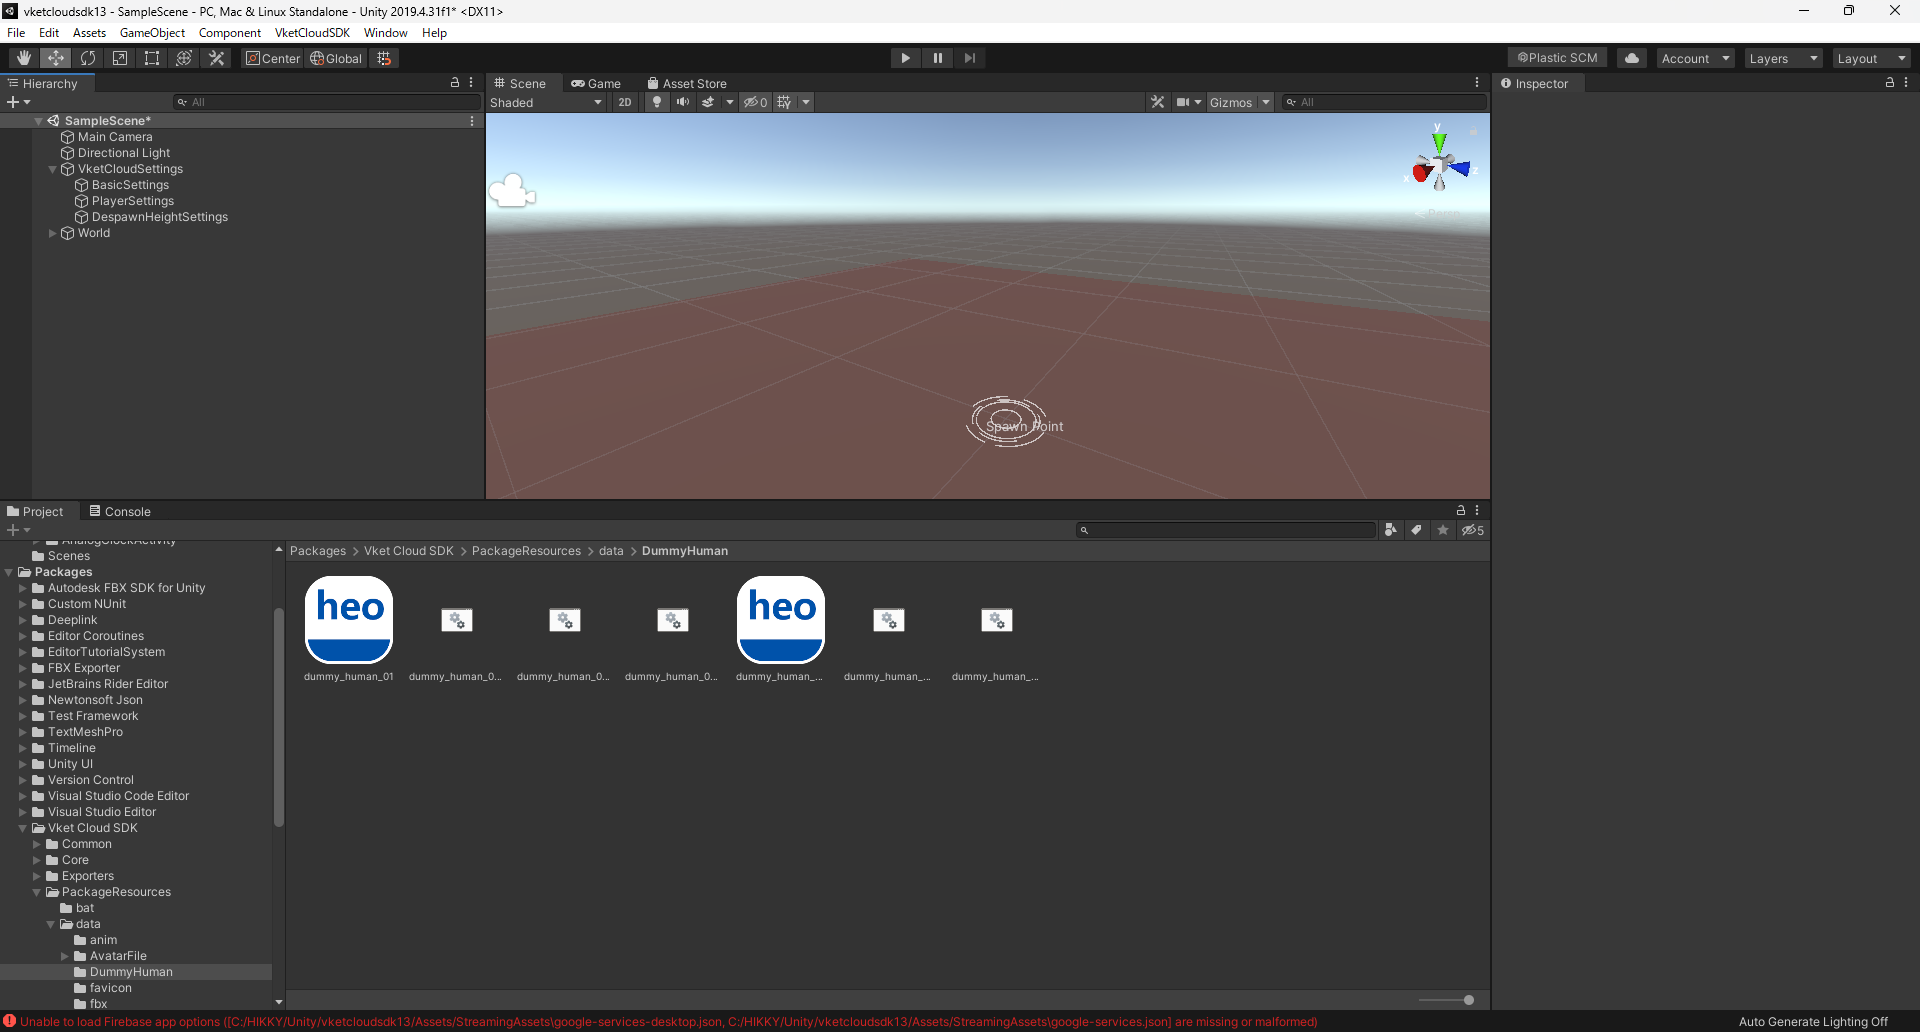 vketcloudsdk13 - SampleScene - PC, Mac & Linux Standalone - Unity 2019.4.31f1* <DX11>
File Edit Assets GameObject Component VketCloudSDK Window Help
Center Global Plastic SCM Account Layers Layout
Hierarchy
All
SampleScene*
Main Camera
Directional Light
VketCloudSettings
BasicSettings
PlayerSettings
DespawnHeightSettings
World
Scene Game Asset Store
Shaded 2D 0 Gizmos All
y
x
z
Persp
Spawn Point
Inspector
Project Console
5
AnalogClockActivity
Scenes
Packages
Autodesk FBX SDK for Unity
Custom NUnit
Deeplink
Editor Coroutines
EditorTutorialSystem
FBX Exporter
JetBrains Rider Editor
Newtonsoft Json
Test Framework
TextMeshPro
Timeline
Unity UI
Version Control
Visual Studio Code Editor
Visual Studio Editor
Vket Cloud SDK
Common
Core
Exporters
PackageResources
bat
data
anim
AvatarFile
DummyHuman
favicon
fbx
Packages > Vket Cloud SDK > PackageResources > data > DummyHuman
heo
heo
dummy_human_01 dummy_human_0... dummy_human_0... dummy_human_0... dummy_human_... dummy_human_... dummy_human_...
Unable to load Firebase app options ([C:/HIKKY/Unity/vketcloudsdk13/Assets/StreamingAssets\google-services-desktop.json, C:/HIKKY/Unity/vketcloudsdk13/Assets/StreamingAssets\google-services.json] are missing or malformed)
Auto Generate Lighting Off